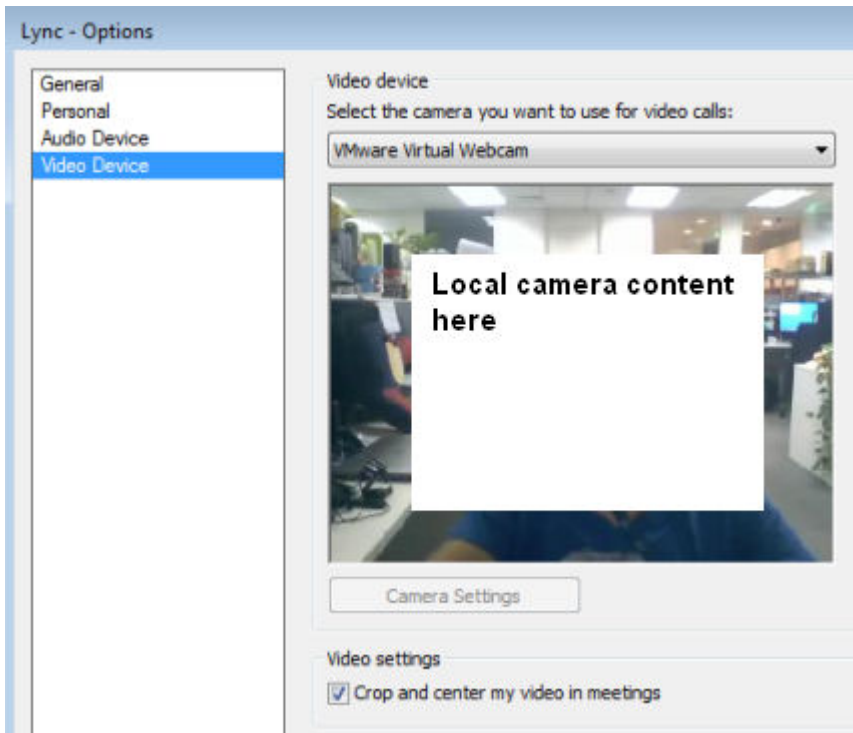 Lync - Options
General
Personal
Audio Device
Video Device
Video device
Select the camera you want to use for video calls:
VMware Virtual Webcam
Local camera content
here
Camera Settings
Video settings
Crop and center my video in meetings